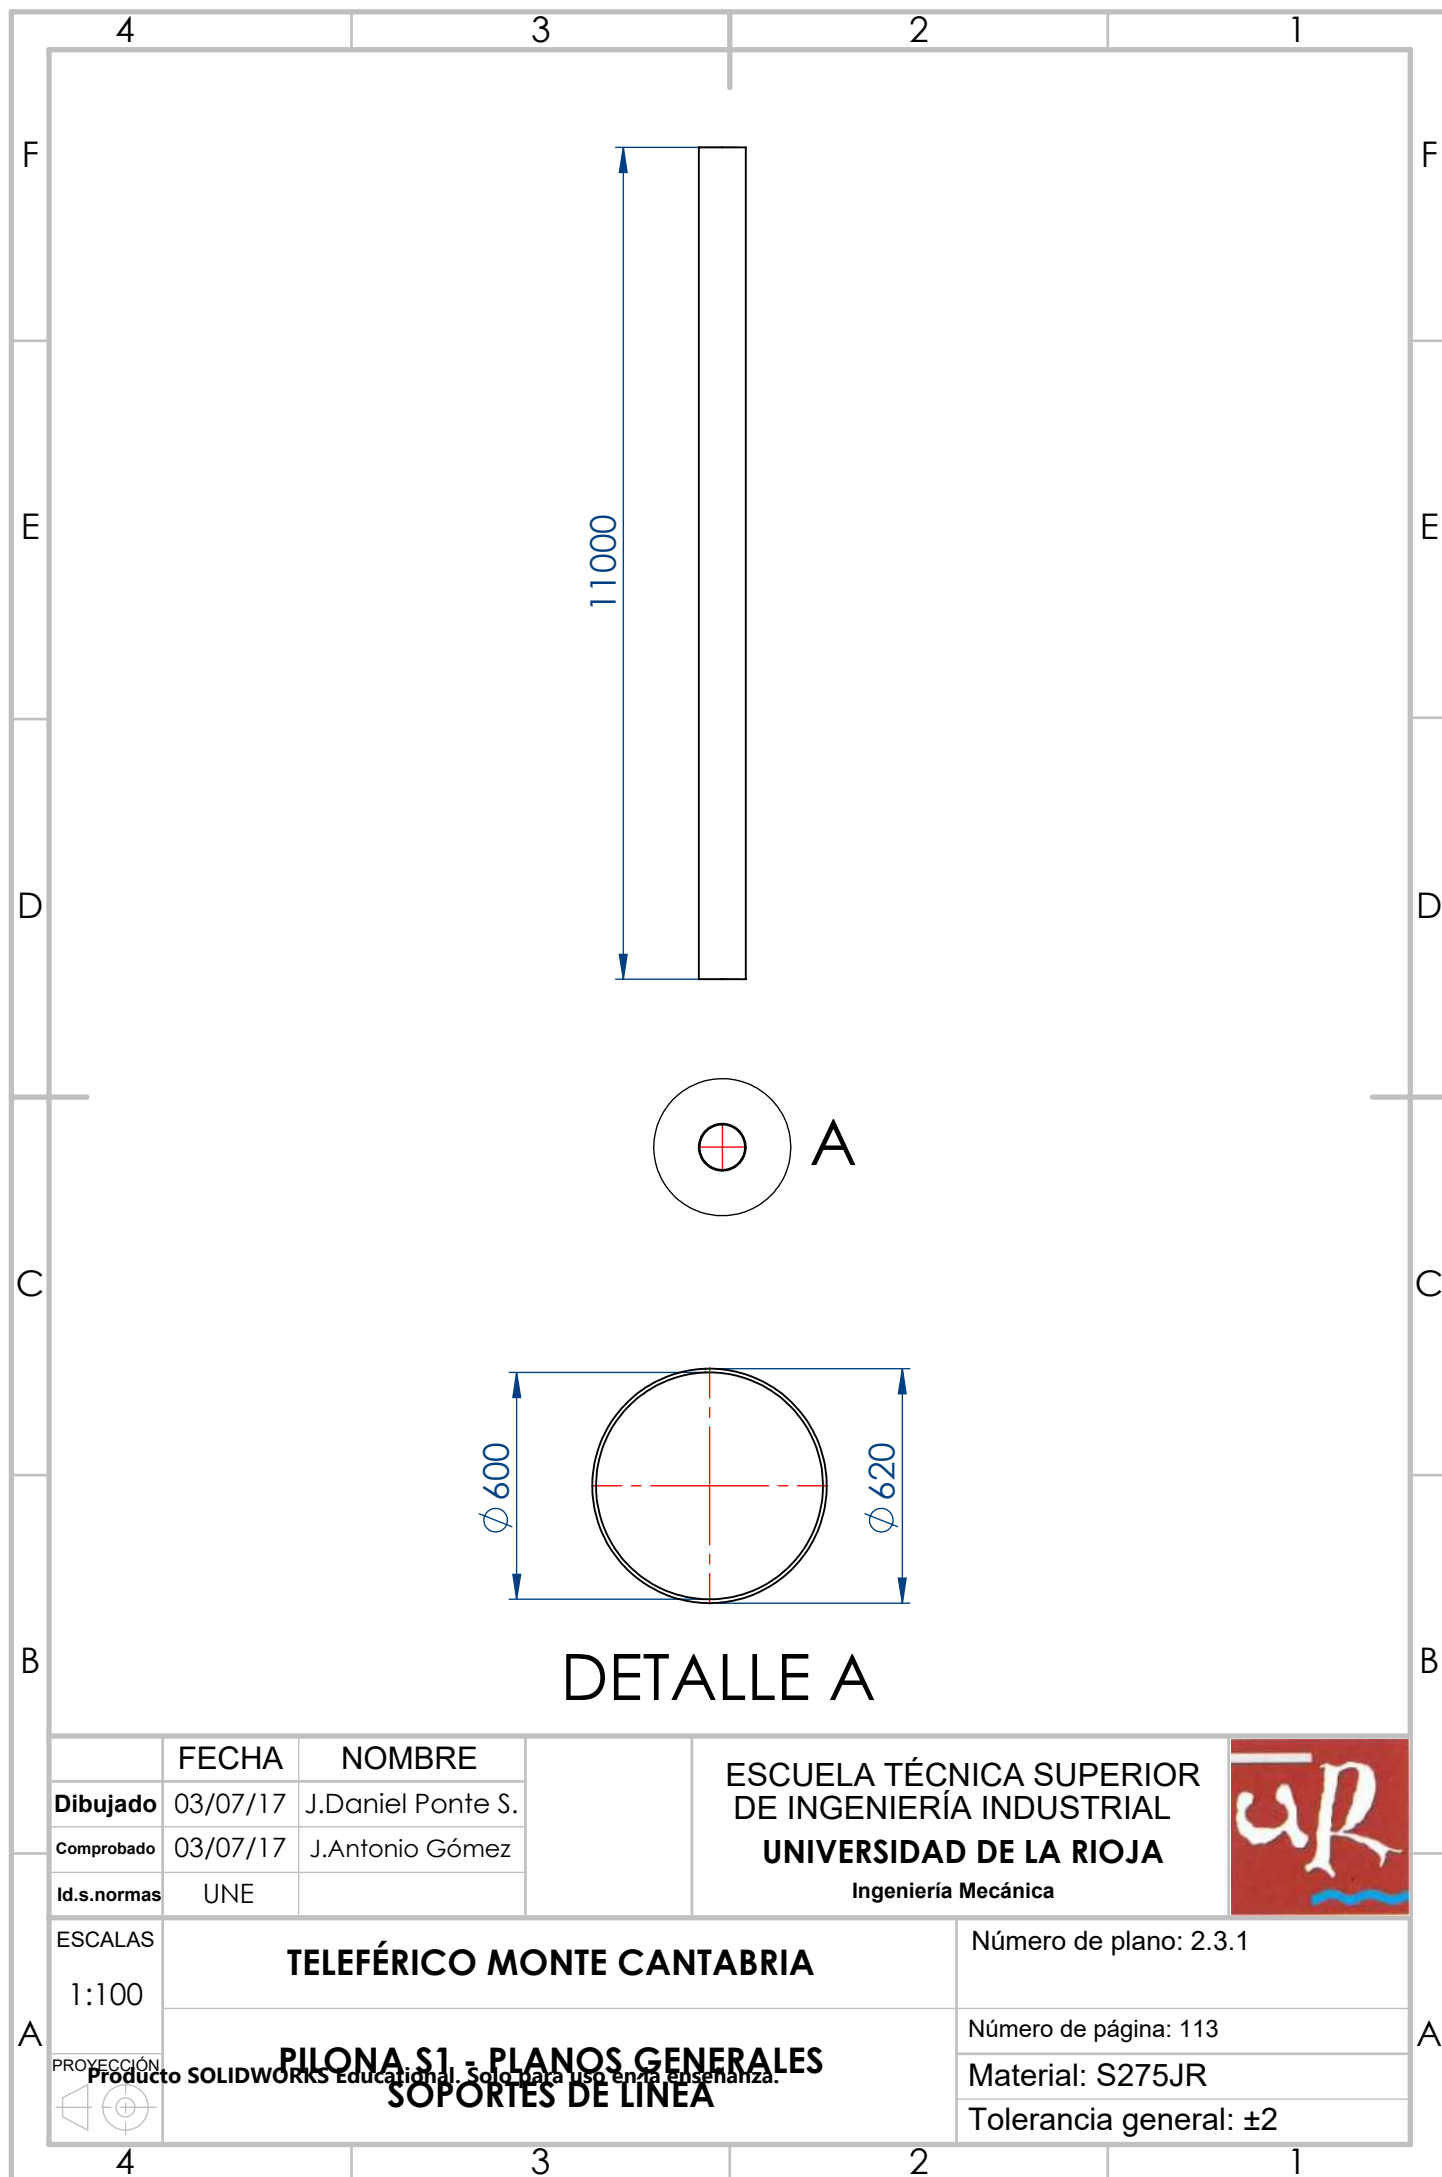 4 3 2 1
F F
11000
E E
D D
A
C C
⌀600
⌀620
B B
DETALLE A
FECHA NOMBRE
Dibujado 03/07/17 J.Daniel Ponte S.
Comprobado 03/07/17 J.Antonio Gómez
Id.s.normas UNE
ESCUELA TÉCNICA SUPERIOR
DE INGENIERÍA INDUSTRIAL
UNIVERSIDAD DE LA RIOJA
Ingeniería Mecánica
uR
ESCALAS
1:100
TELEFÉRICO MONTE CANTABRIA
Número de plano: 2.3.1
A A
Número de página: 113
PROYECCIÓN
PILONA S1 - PLANOS GENERALES
SOPORTES DE LÍNEA
Producto SOLIDWORKS Educational. Solo para uso en la enseñanza.
Material: S275JR
Tolerancia general: ±2
4 3 2 1